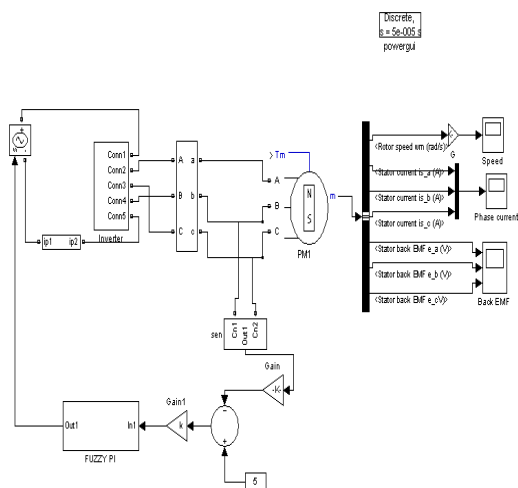 Discrete,
s = 5e-005 s
powergui
Conn1
Conn2
Conn3
Conn4
Conn5
Inverter
A
a
B
b
C
c
Tm
A
B
C
N
S
m
PM1
<Rotor speed wm (rad/s)>
G
Speed
<Stator current is_a (A)>
<Stator current is_b (A)>
<Stator current is_c (A)>
Phase current
<Stator back EMF e_a (V)>
<Stator back EMF e_b (V)>
<Stator back EMF e_cV)>
Back EMF
ip1
ip2
sen
Cn1
Out1
Cn2
Gain
-K-
Gain1
k
Out1
In1
FUZZY PI
5